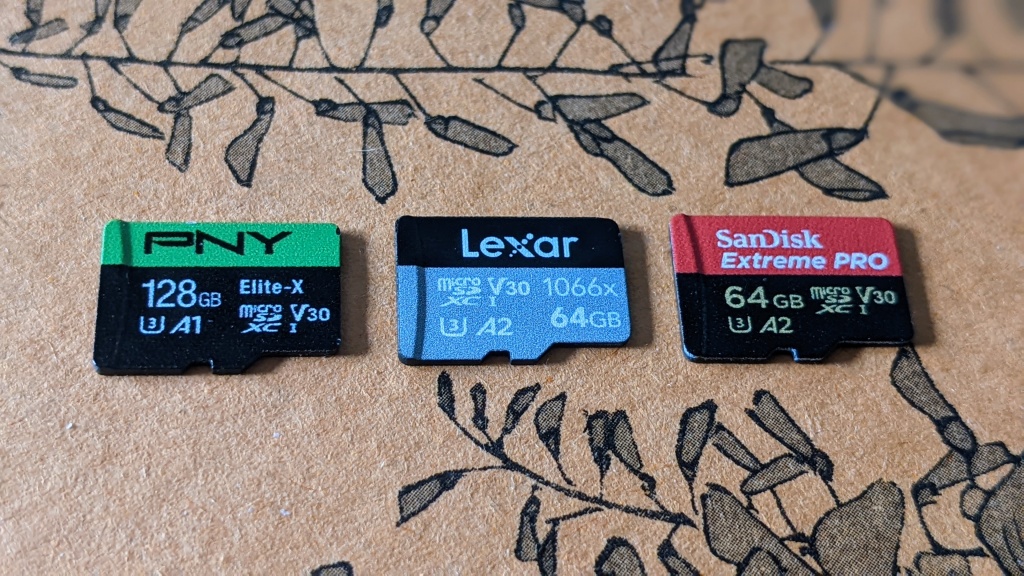 PNY
128GB Elite-X
U3 A1 micro SD XC I V30
Lexar
micro SD XC I V30 1066x
U3 A2 64GB
SanDisk
Extreme PRO
64GB micro SD XC I V30
U3 A2